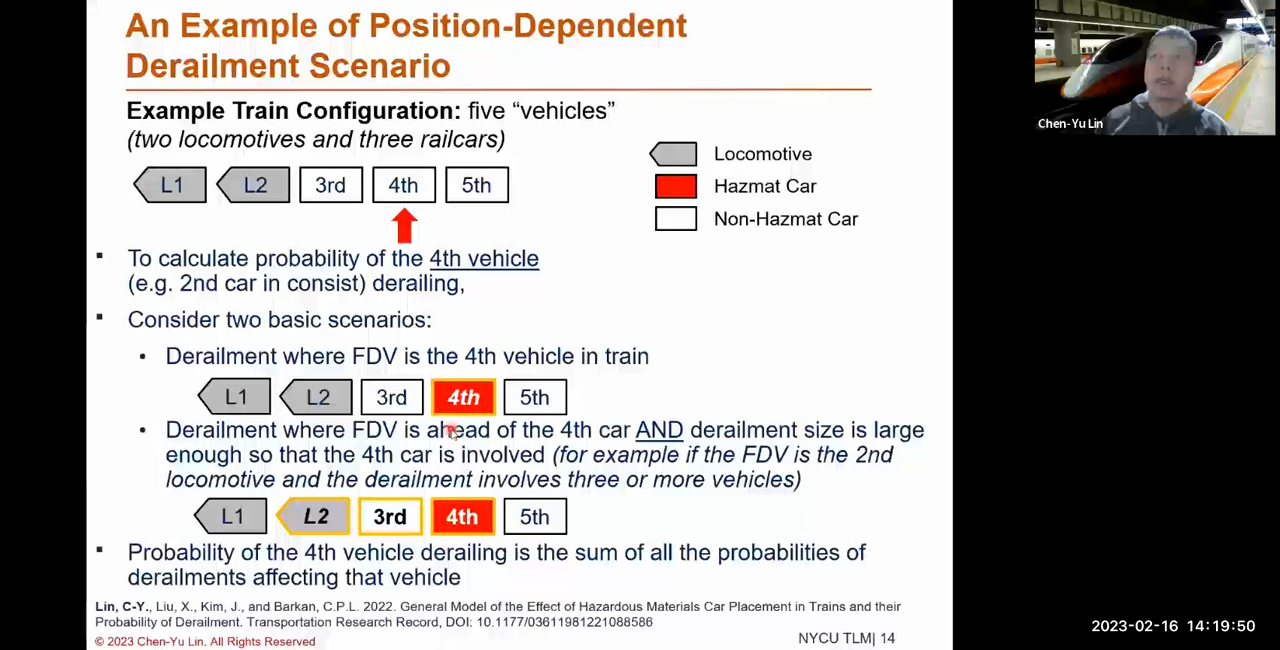 An Example of Position-Dependent
Derailment Scenario
Example Train Configuration: five “vehicles”
(two locomotives and three railcars)
L1 L2 3rd 4th 5th
Locomotive
Hazmat Car
Non-Hazmat Car
▪ To calculate probability of the 4th vehicle
(e.g. 2nd car in consist) derailing,
▪ Consider two basic scenarios:
• Derailment where FDV is the 4th vehicle in train
L1 L2 3rd 4th 5th
• Derailment where FDV is ahead of the 4th car AND derailment size is large
enough so that the 4th car is involved (for example if the FDV is the 2nd
locomotive and the derailment involves three or more vehicles)
L1 L2 3rd 4th 5th
▪ Probability of the 4th vehicle derailing is the sum of all the probabilities of
derailments affecting that vehicle
Lin, C-Y., Liu, X., Kim, J., and Barkan, C.P.L. 2022. General Model of the Effect of Hazardous Materials Car Placement in Trains and their
Probability of Derailment. Transportation Research Record, DOI: 10.1177/03611981221088586
© 2023 Chen-Yu Lin. All Rights Reserved
NYCU TLM| 14
Chen-Yu Lin
2023-02-16 14:19:50